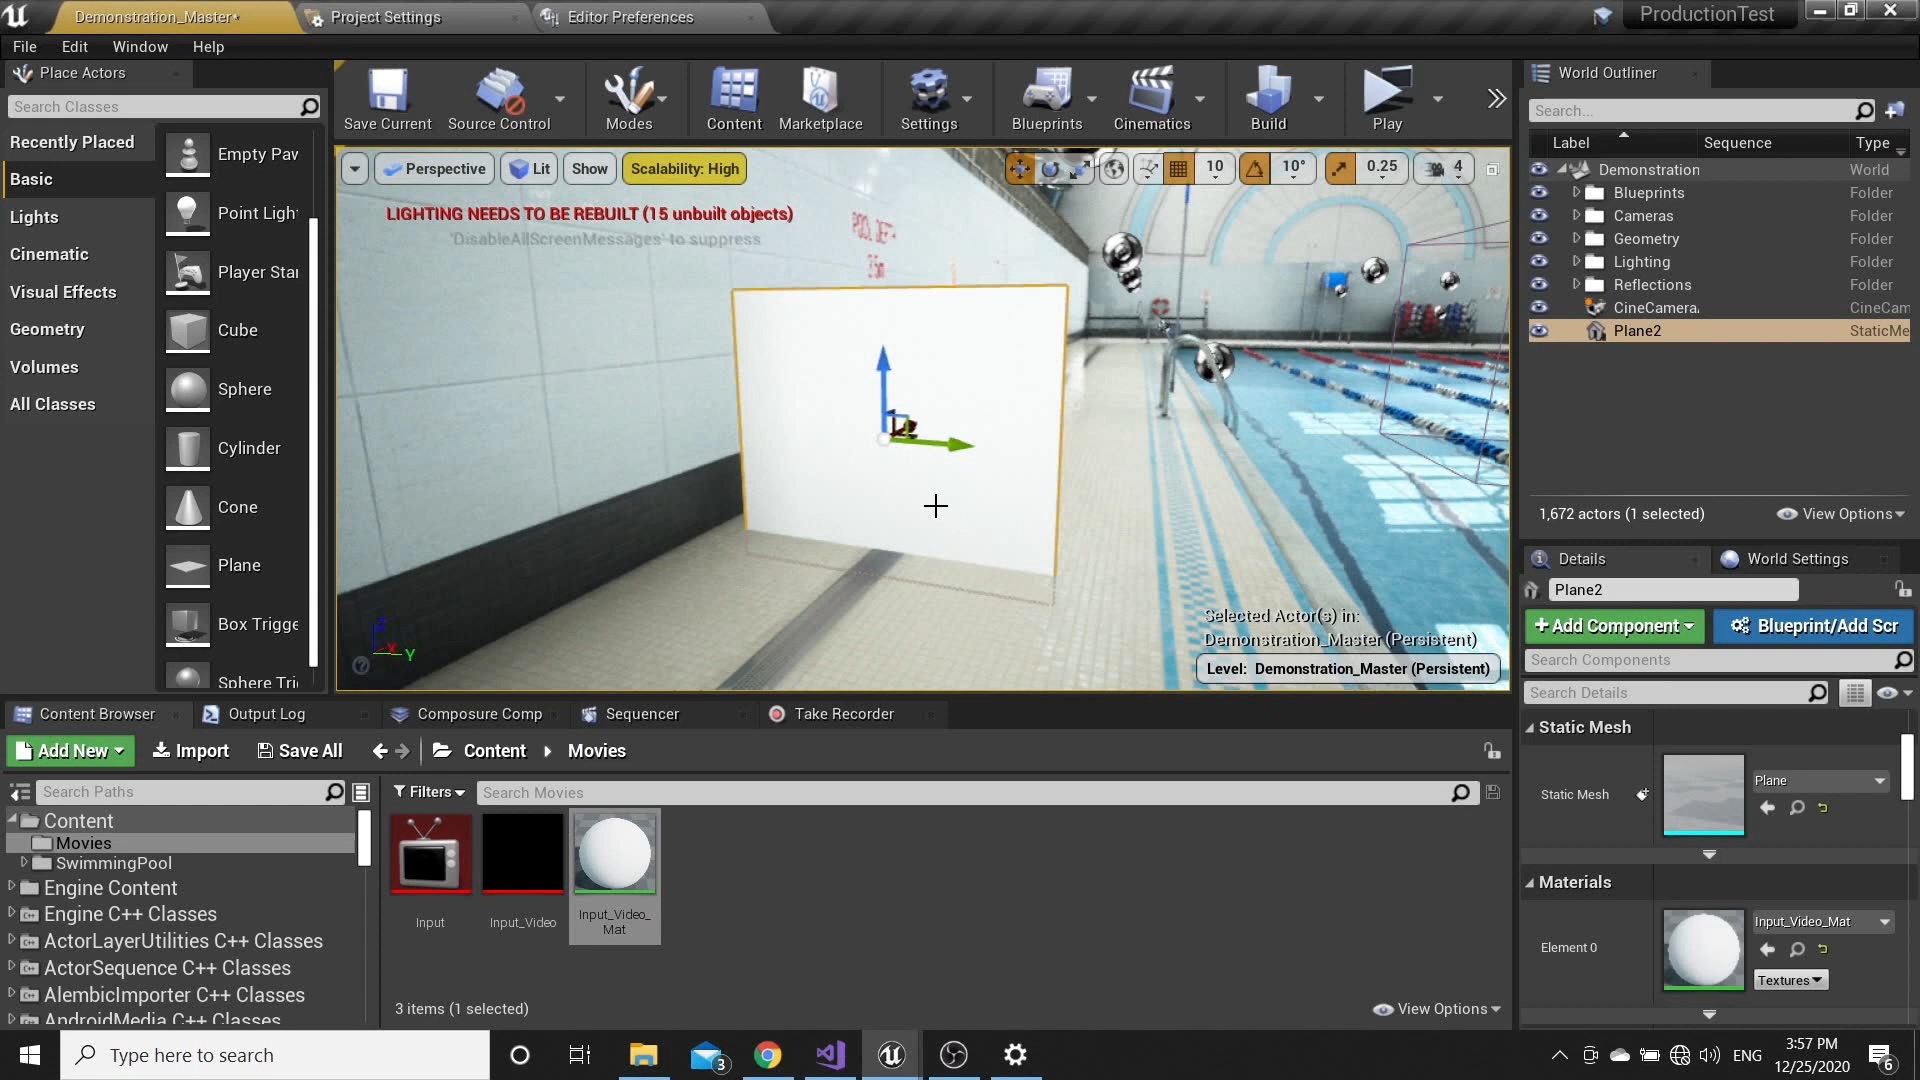 Demonstration_Master*
Project Settings
Editor Preferences
ProductionTest
File
Edit
Window
Help
Place Actors
Search Classes
Recently Placed
Basic
Lights
Cinematic
Visual Effects
Geometry
Volumes
All Classes
Empty Paw
Point Light
Player Star
Cube
Sphere
Cylinder
Cone
Plane
Box Trigge
Sphere Tri
Save Current
Source Control
Modes
Content
Marketplace
Settings
Blueprints
Cinematics
Build
Play
Perspective
Lit
Show
Scalability: High
10
10°
0.25
4
LIGHTING NEEDS TO BE REBUILT (15 unbuilt objects)
'DisableAllScreenMessages' to suppress
Z
X
Y
Selected Actor(s) in:
Demonstration_Master (Persistent)
Level: Demonstration_Master (Persistent)
World Outliner
Search...
Label
Sequence
Type
Demonstration
World
Blueprints
Folder
Cameras
Folder
Geometry
Folder
Lighting
Folder
Reflections
Folder
CineCamera
CineCam
Plane2
StaticMe
1,672 actors (1 selected)
View Options
Details
World Settings
Plane2
+ Add Component
Blueprint/Add Scr
Search Components
Search Details
Static Mesh
Static Mesh
Plane
Materials
Element 0
Input_Video_Mat
Textures
Content Browser
Output Log
Composure Comp
Sequencer
Take Recorder
Add New
Import
Save All
Content
Movies
Search Paths
Filters
Search Movies
Content
Movies
SwimmingPool
Engine Content
Engine C++ Classes
ActorLayerUtilities C++ Classes
ActorSequence C++ Classes
AlembicImporter C++ Classes
AndroidMedia C++ Classes
Input
Input_Video
Input_Video_
Mat
3 items (1 selected)
View Options
Type here to search
3
ENG
3:57 PM
12/25/2020
6